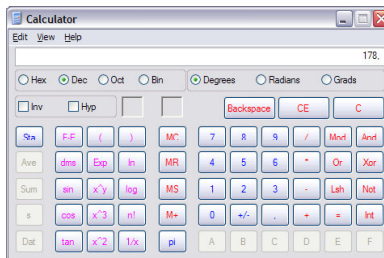 Calculator
Edit View Help
178,
Hex Dec Oct Bin Degrees Radians Grads
Inv Hyp Backspace CE C
Sta F-E ( ) MC 7 8 9 / Mod And
Ave dms Exp ln MR 4 5 6 * Or Xor
Sum sin x^y log MS 1 2 3 - Lsh Not
s cos x^3 n! M+ 0 +/- , + = Int
Dat tan x^2 1/x pi A B C D E F